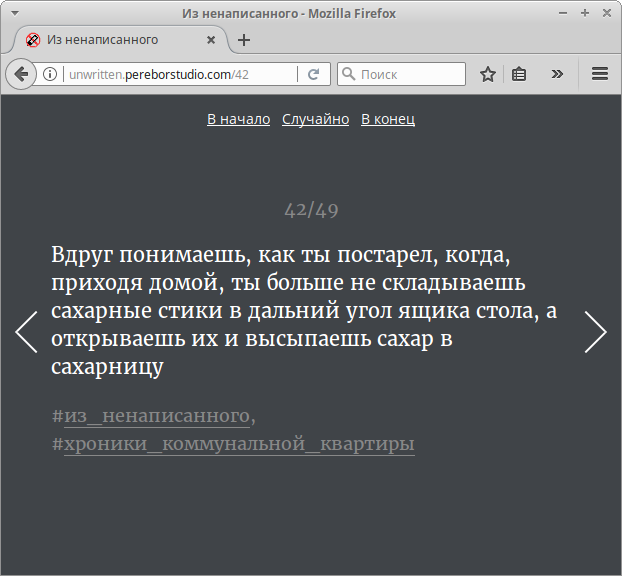 Из ненаписанного - Mozilla Firefox
Из ненаписанного
unwritten.pereborstudio.com/42
Поиск
В начало Случайно В конец
42/49
Вдруг понимаешь, как ты постарел, когда,
приходя домой, ты больше не складываешь
сахарные стики в дальний угол ящика стола, а
открываешь их и высыпаешь сахар в
сахарницу
#из_ненаписанного,
#хроники_коммунальной_квартиры